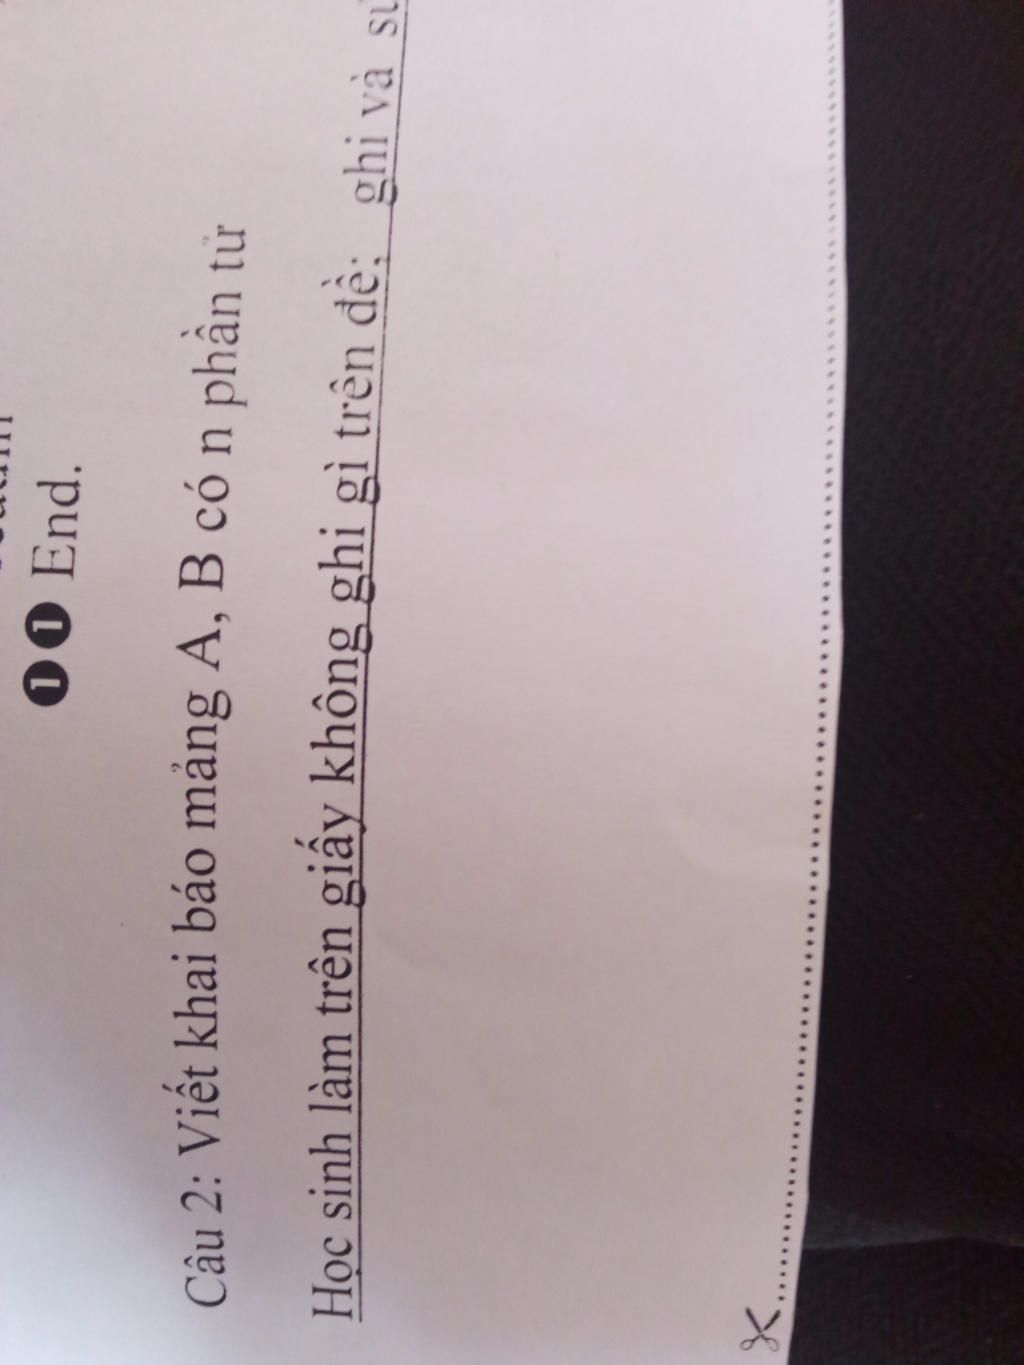 ❶❶ End.
Câu 2: Viết khai báo mảng A, B có n phần tử
Học sinh làm trên giấy không ghi gì trên đề; ghi và